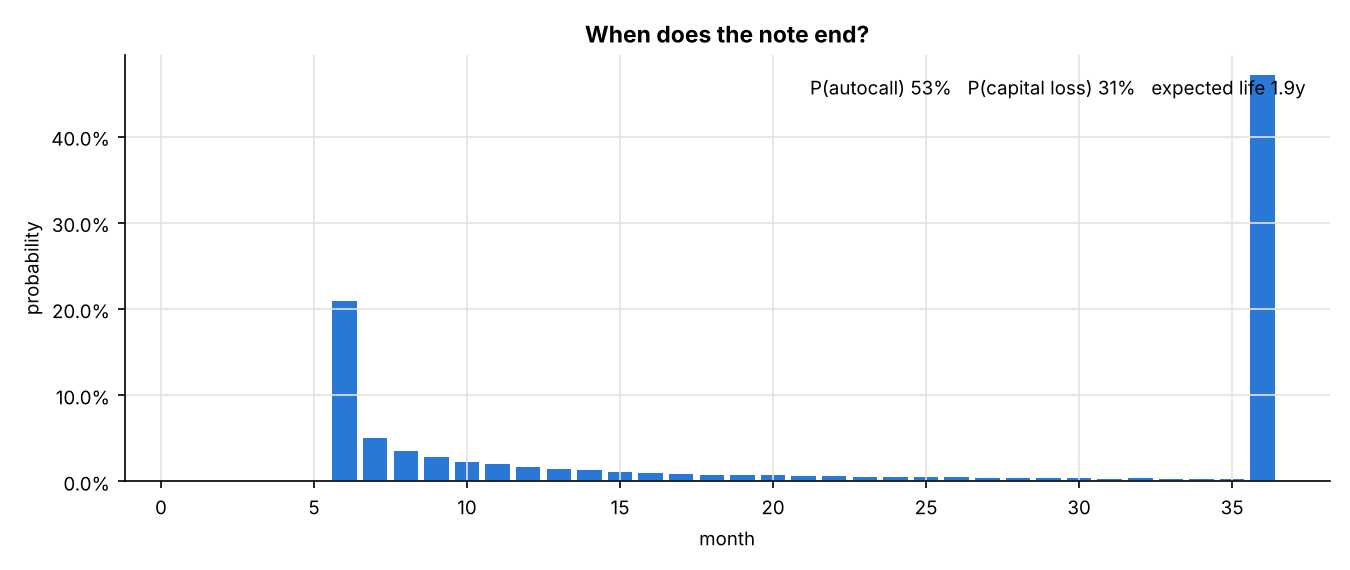 When does the note end?
P(autocall) 53%   P(capital loss) 31%   expected life 1.9y
probability
40.0%
30.0%
20.0%
10.0%
0.0%
0 5 10 15 20 25 30 35
month